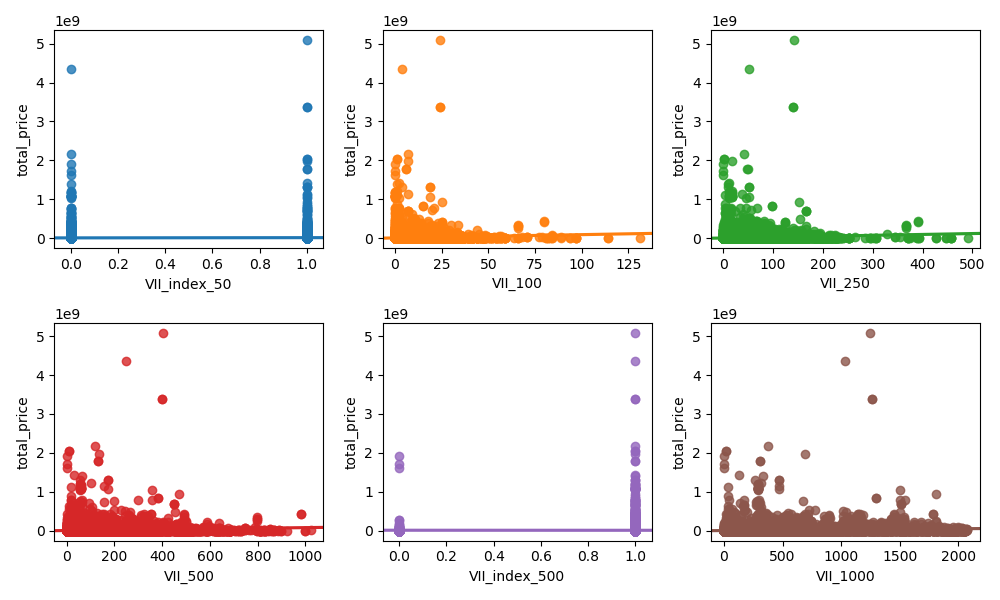 1e9 1e9 1e9
5 5 5
4 4 4
3 3 3
2 2 2
1 1 1
0 0 0
total_price total_price total_price
0.0 0.2 0.4 0.6 0.8 1.0 0 25 50 75 100 125 0 100 200 300 400 500
VII_index_50 VII_100 VII_250
1e9 1e9 1e9
5 5 5
4 4 4
3 3 3
2 2 2
1 1 1
0 0 0
total_price total_price total_price
0 200 400 600 800 1000 0.0 0.2 0.4 0.6 0.8 1.0 0 500 1000 1500 2000
VII_500 VII_index_500 VII_1000